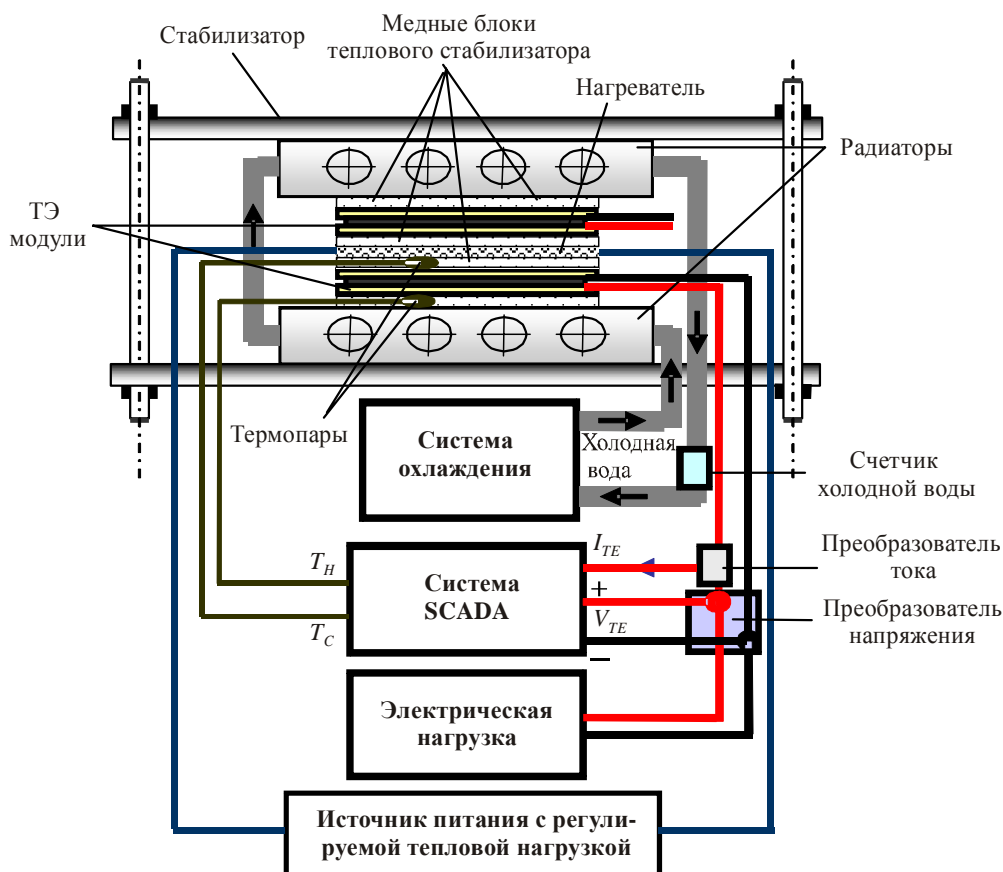 Стабилизатор
Медные блоки
теплового стабилизатора
Нагреватель
Радиаторы
ТЭ
модули
Термопары
Система
охлаждения
Холодная
вода
Счетчик
холодной воды
Преобразователь
тока
Преобразователь
напряжения
T_H
T_C
Система
SCADA
I_TE
+
V_TE
–
Электрическая
нагрузка
Источник питания с регули-
руемой тепловой нагрузкой